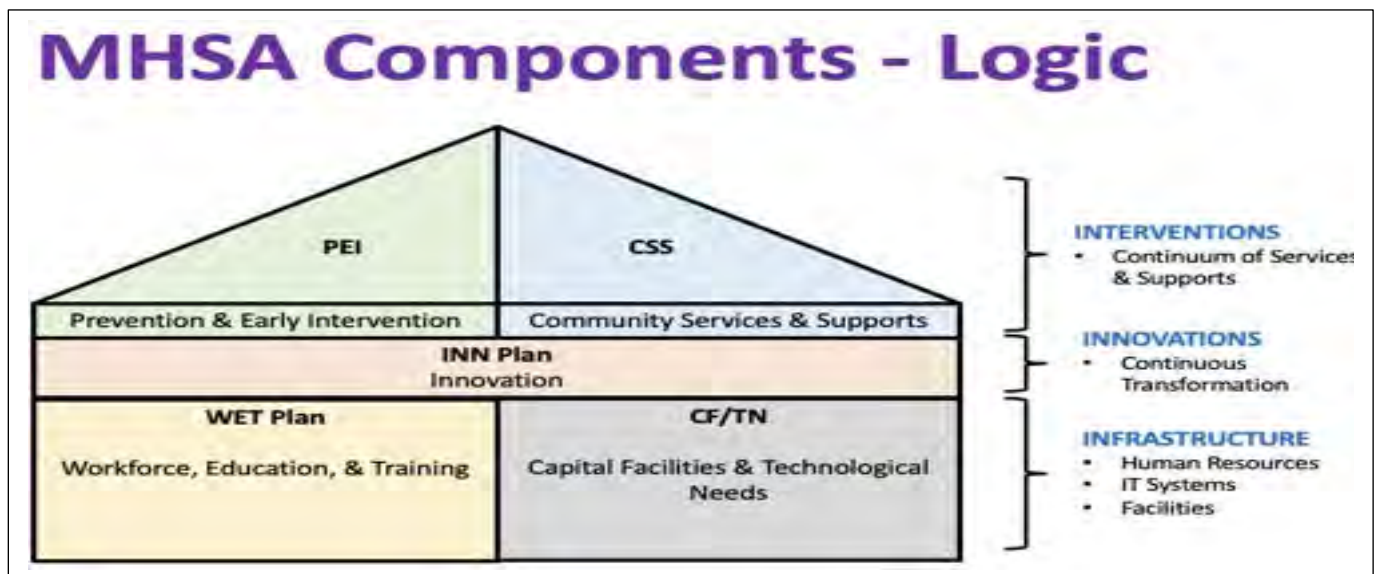 MHSA Components - Logic
PEI
CSS
Prevention & Early Intervention
Community Services & Supports
INN Plan
Innovation
WET Plan
Workforce, Education, & Training
CF/TN
Capital Facilities & Technological
Needs
INTERVENTIONS
• Continuum of Services
& Supports
INNOVATIONS
• Continuous
Transformation
INFRASTRUCTURE
• Human Resources
• IT Systems
• Facilities